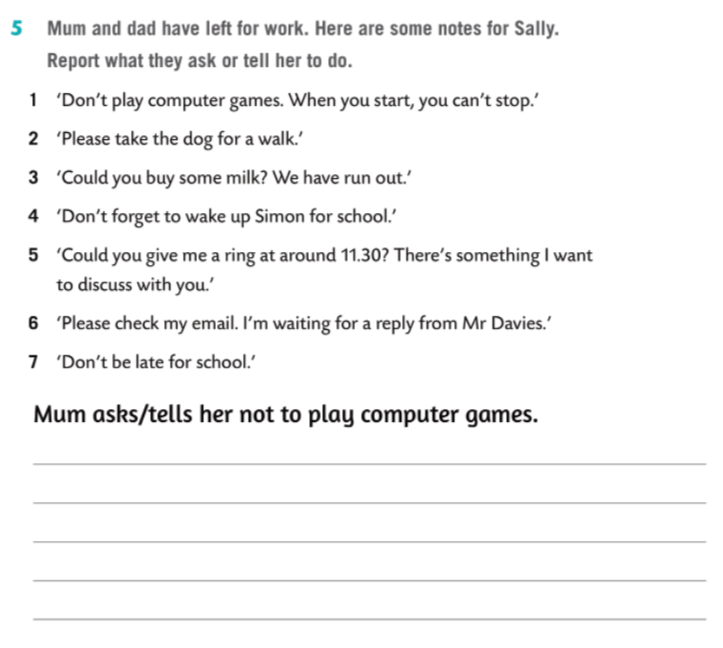 5 Mum and dad have left for work. Here are some notes for Sally.
Report what they ask or tell her to do.
1 ‘Don’t play computer games. When you start, you can’t stop.’
2 ‘Please take the dog for a walk.’
3 ‘Could you buy some milk? We have run out.’
4 ‘Don’t forget to wake up Simon for school.’
5 ‘Could you give me a ring at around 11.30? There’s something I want
to discuss with you.’
6 ‘Please check my email. I’m waiting for a reply from Mr Davies.’
7 ‘Don’t be late for school.’
Mum asks/tells her not to play computer games.